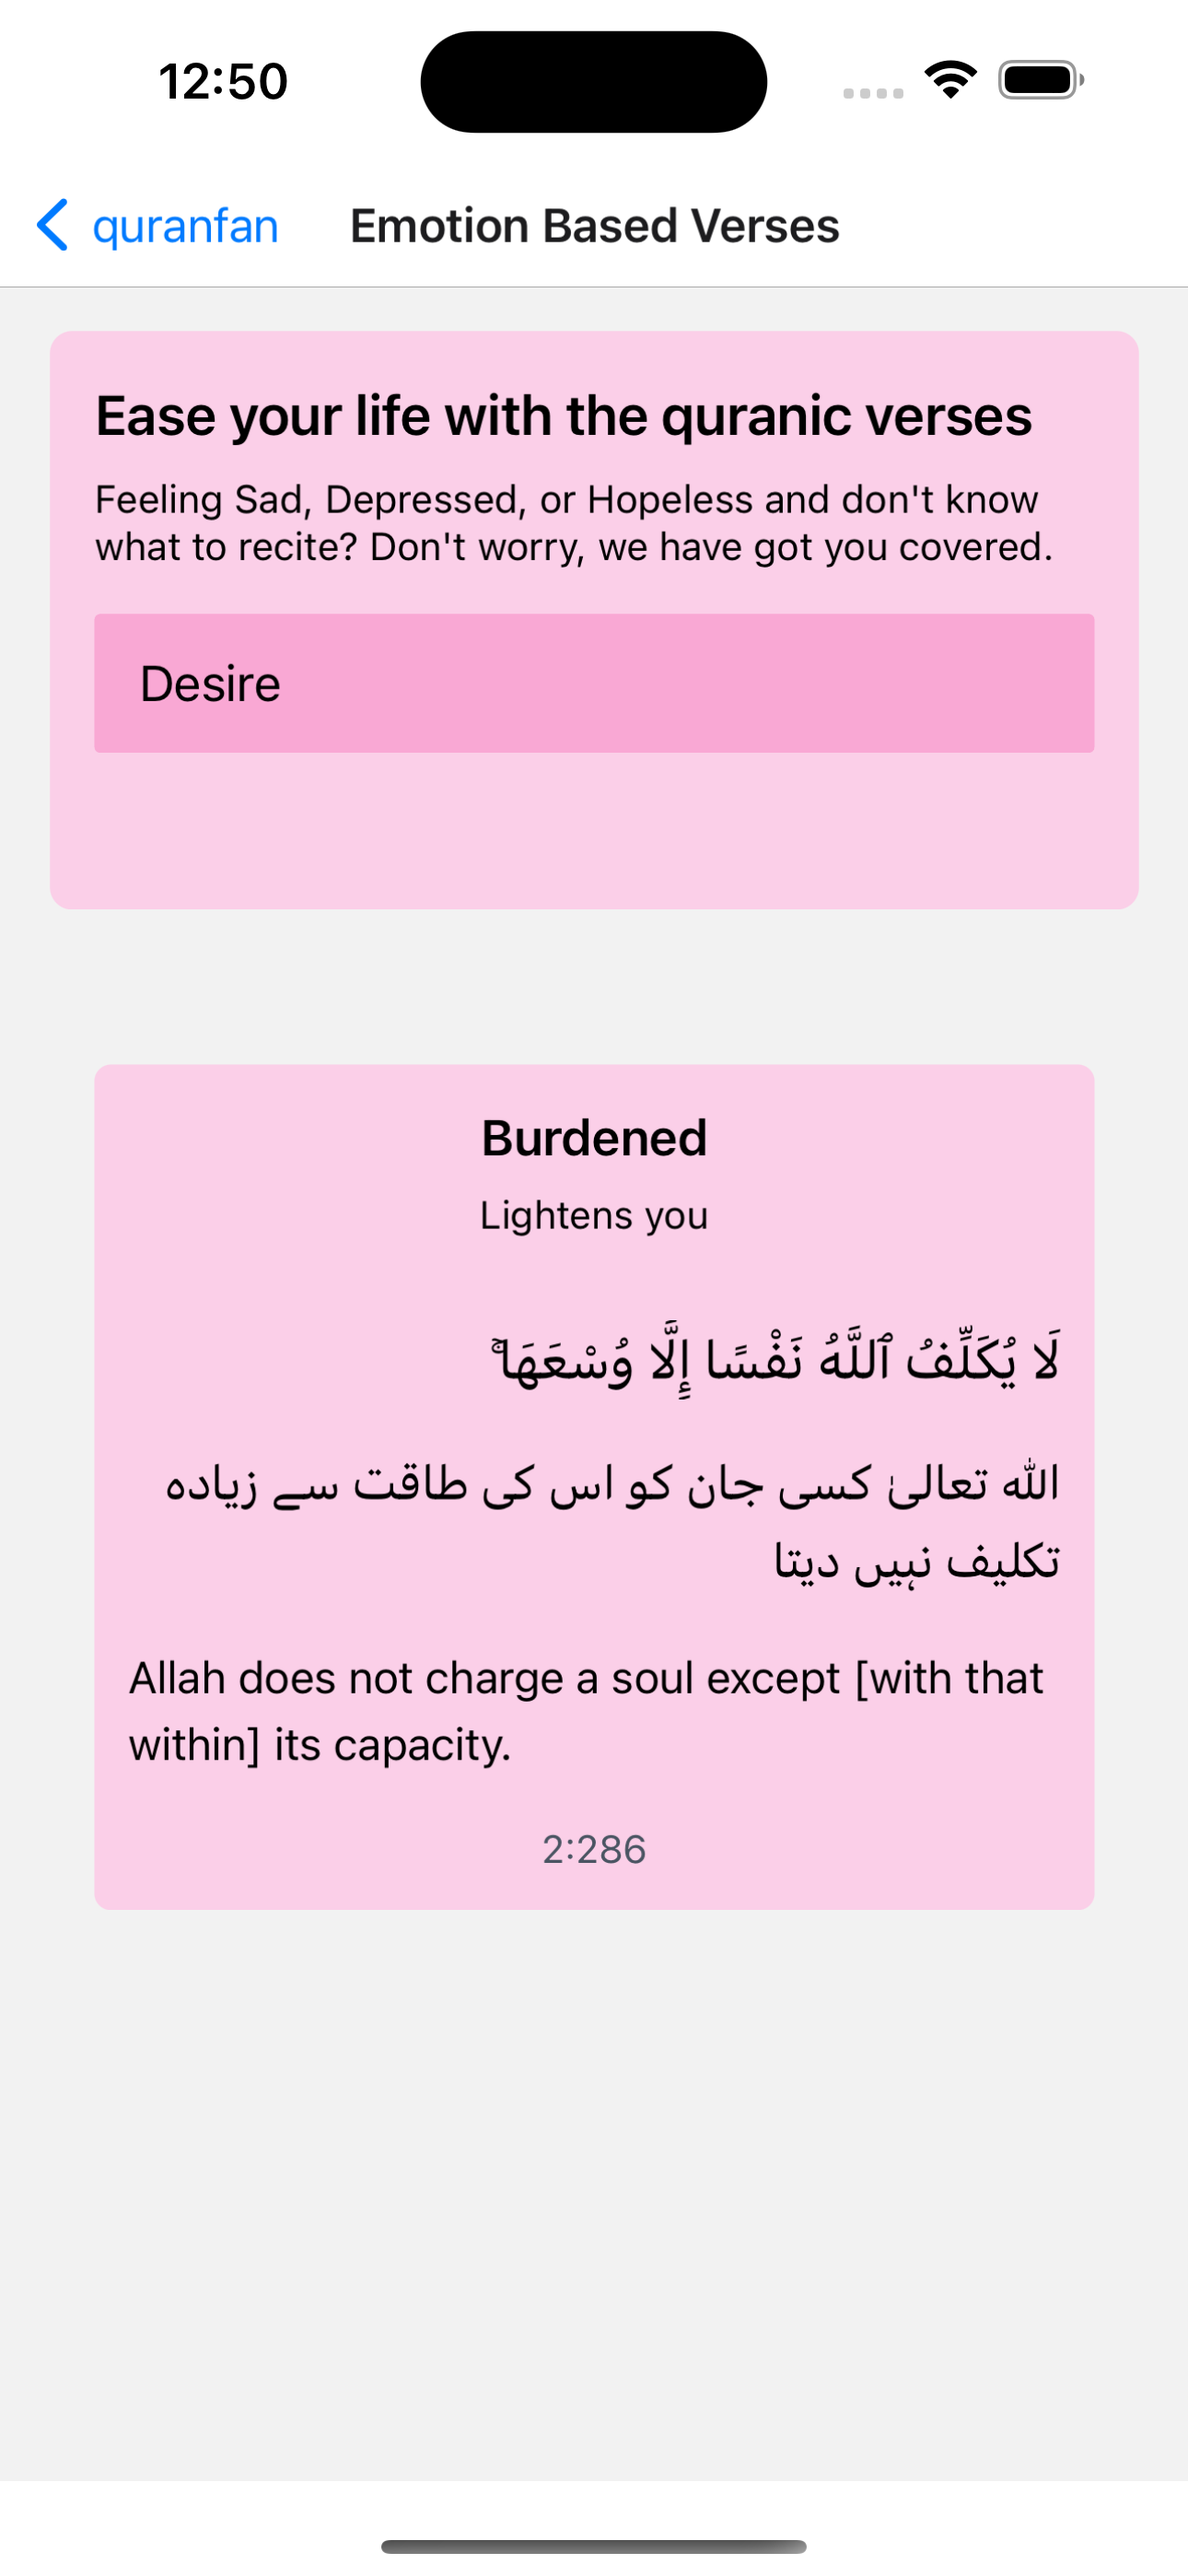 12:50
quranfan
Emotion Based Verses
Ease your life with the quranic verses
Feeling Sad, Depressed, or Hopeless and don't know
what to recite? Don't worry, we have got you covered.
Desire
Burdened
Lightens you
لَا يُكَلِّفُ ٱللَّهُ نَفْسًا إِلَّا وُسْعَهَا ۚ
اللہ تعالیٰ کسی جان کو اس کی طاقت سے زیادہ
تکلیف نہیں دیتا
Allah does not charge a soul except [with that
within] its capacity.
2:286